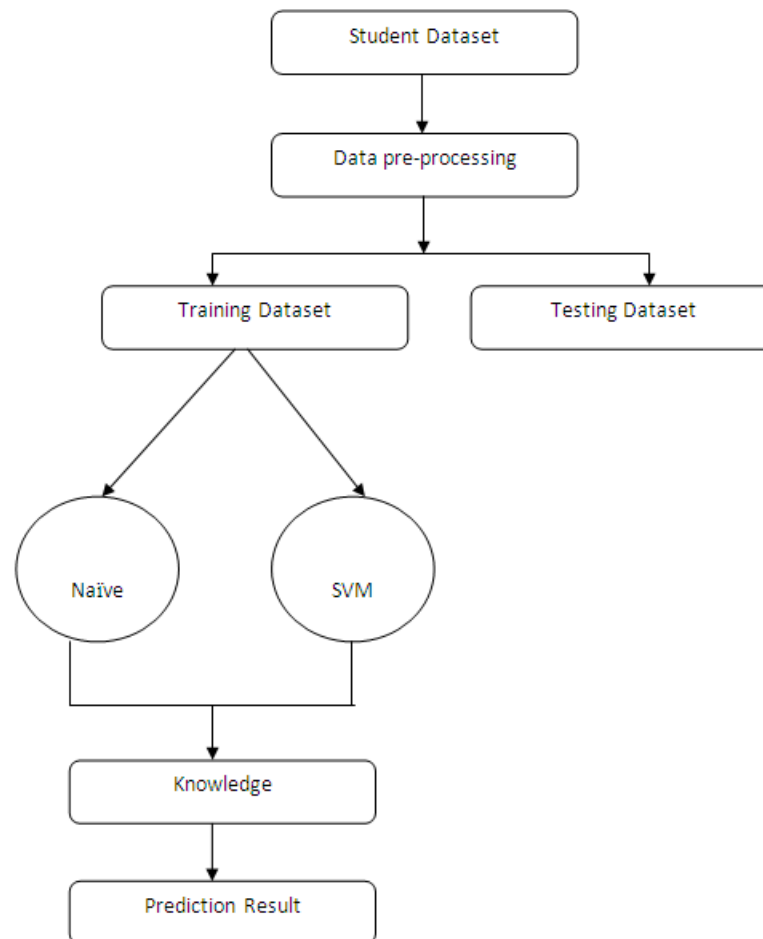 Student Dataset
Data pre-processing
Training Dataset
Testing Dataset
Naïve
SVM
Knowledge
Prediction Result